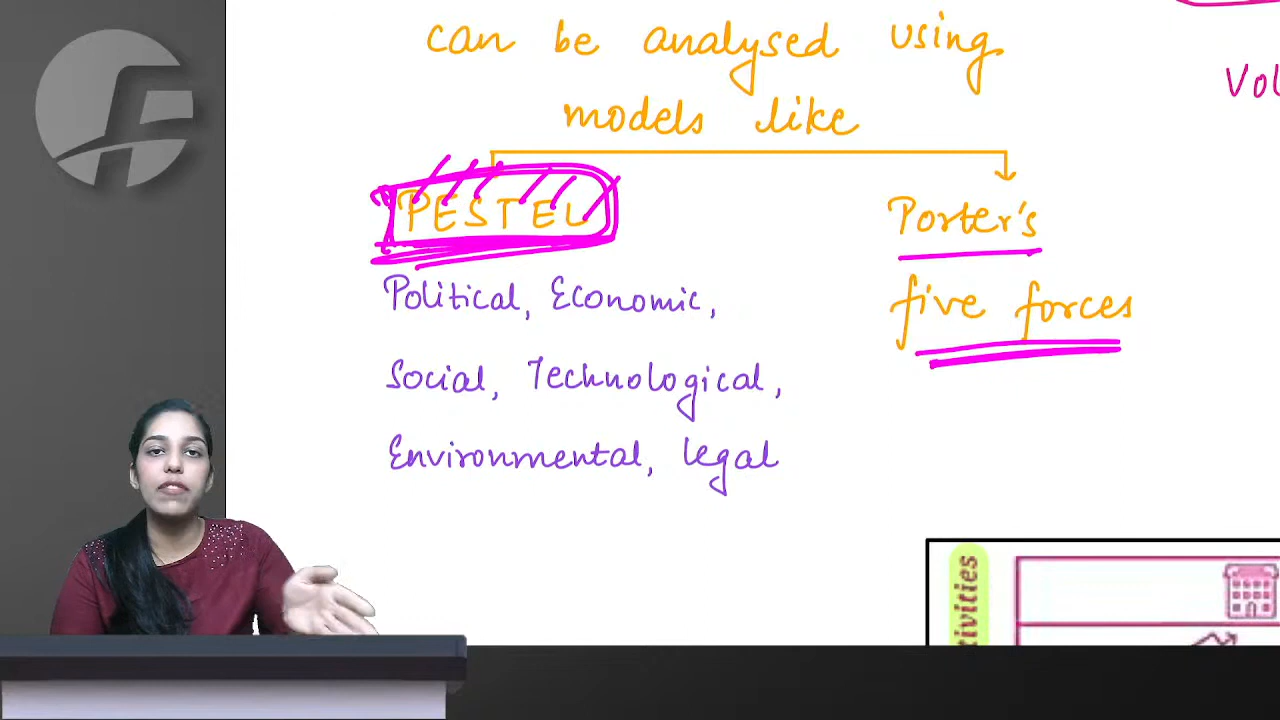 can be analysed using
models like
PESTEL
Political, Economic,
Social, Technological,
Environmental, legal
Porter's
five forces